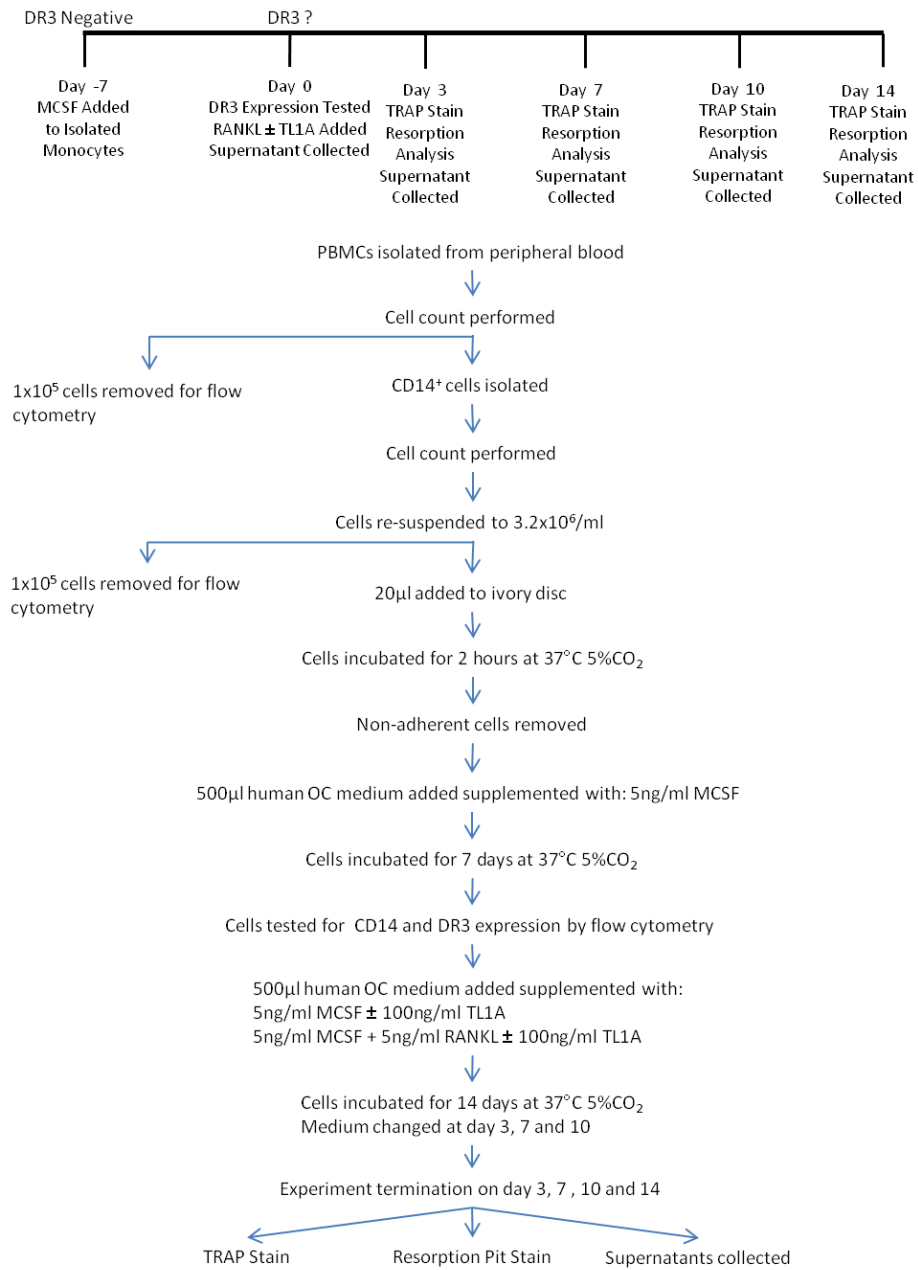 DR3 Negative
DR3 ?
Day -7
MCSF Added
to Isolated
Monocytes
Day 0
DR3 Expression Tested
RANKL ± TL1A Added
Supernatant Collected
Day 3
TRAP Stain
Resorption
Analysis
Supernatant
Collected
Day 7
TRAP Stain
Resorption
Analysis
Supernatant
Collected
Day 10
TRAP Stain
Resorption
Analysis
Supernatant
Collected
Day 14
TRAP Stain
Resorption
Analysis
Supernatant
Collected
PBMCs isolated from peripheral blood
Cell count performed
1x10⁵ cells removed for flow
cytometry
CD14⁺ cells isolated
Cell count performed
Cells re-suspended to 3.2x10⁶/ml
1x10⁵ cells removed for flow
cytometry
20µl added to ivory disc
Cells incubated for 2 hours at 37°C 5%CO₂
Non-adherent cells removed
500µl human OC medium added supplemented with: 5ng/ml MCSF
Cells incubated for 7 days at 37°C 5%CO₂
Cells tested for CD14 and DR3 expression by flow cytometry
500µl human OC medium added supplemented with:
5ng/ml MCSF ± 100ng/ml TL1A
5ng/ml MCSF + 5ng/ml RANKL ± 100ng/ml TL1A
Cells incubated for 14 days at 37°C 5%CO₂
Medium changed at day 3, 7 and 10
Experiment termination on day 3, 7 , 10 and 14
TRAP Stain
Resorption Pit Stain
Supernatants collected